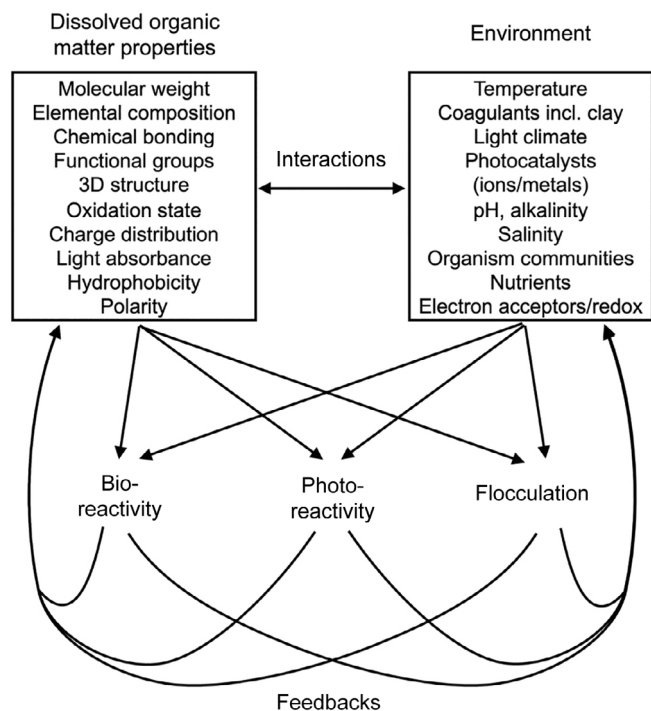 Dissolved organic
matter properties
Molecular weight
Elemental composition
Chemical bonding
Functional groups
3D structure
Oxidation state
Charge distribution
Light absorbance
Hydrophobicity
Polarity
Interactions
Environment
Temperature
Coagulants incl. clay
Light climate
Photocatalysts
(ions/metals)
pH, alkalinity
Salinity
Organism communities
Nutrients
Electron acceptors/redox
Bio-
reactivity
Photo-
reactivity
Flocculation
Feedbacks